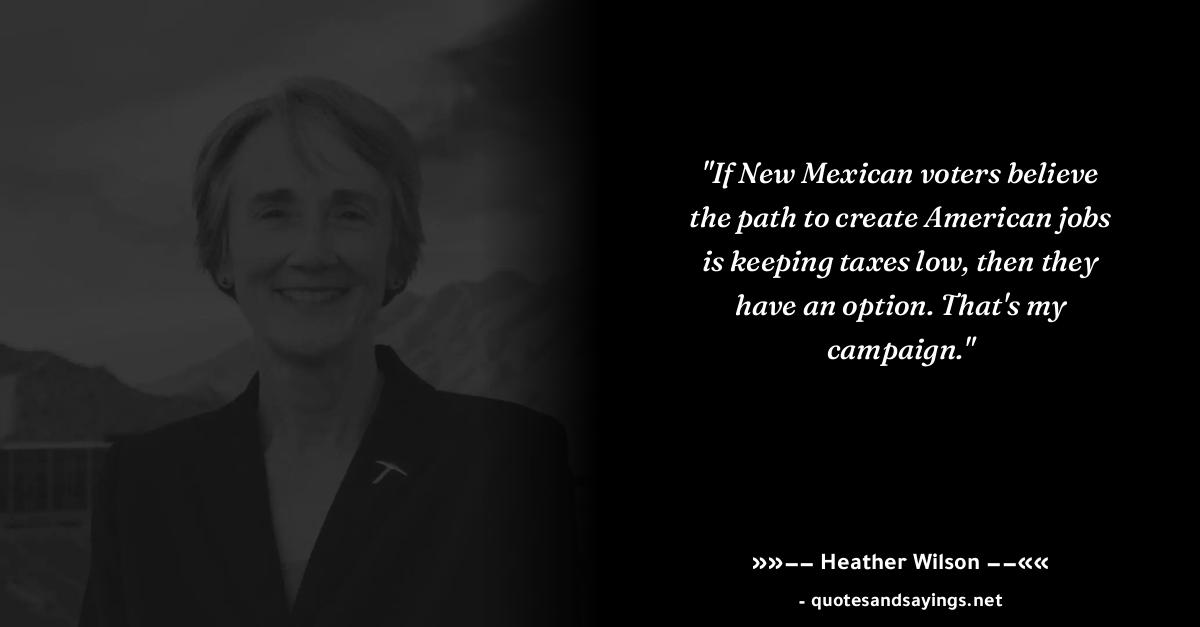 "If New Mexican voters believe
the path to create American jobs
is keeping taxes low, then they
have an option. That's my
campaign."
»»−− Heather Wilson −−««
- quotesandsayings.net